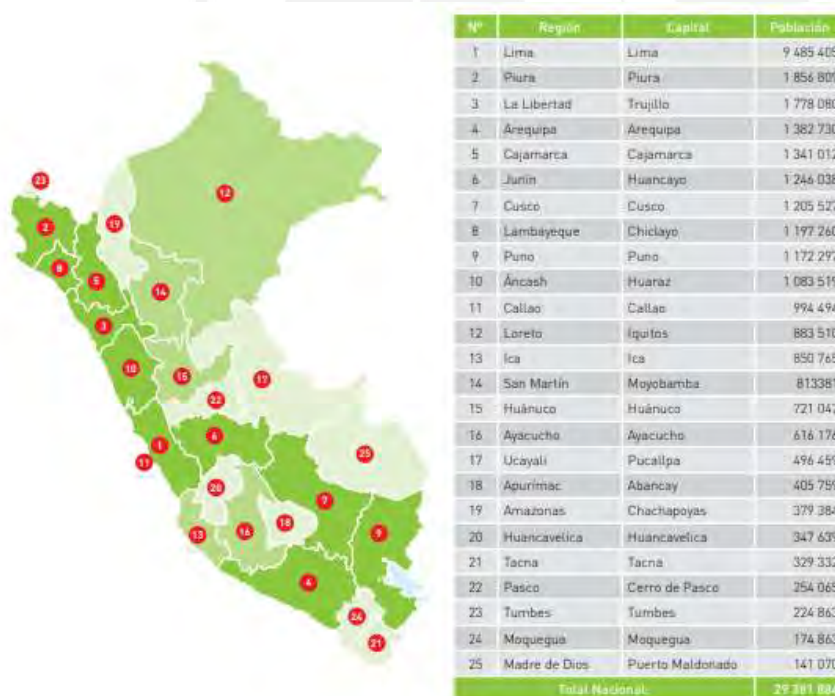 23
12
19
2
8
5
14
3
10
15
17
22
1
6
11
25
20
7
18
9
13
16
4
24
21
Nº Región Capital Población
1 Lima Lima 9 485 405
2 Piura Piura 1 856 809
3 La Libertad Trujillo 1 778 080
4 Arequipa Arequipa 1 382 730
5 Cajamarca Cajamarca 1 341 012
6 Junín Huancayo 1 246 038
7 Cusco Cusco 1 205 527
8 Lambayeque Chiclayo 1 197 260
9 Puno Puno 1 172 297
10 Áncash Huaraz 1 083 519
11 Callao Callao 994 494
12 Loreto Iquitos 883 510
13 Ica Ica 850 765
14 San Martín Moyobamba 813381
15 Huánuco Huánuco 721 047
16 Ayacucho Ayacucho 616 176
17 Ucayali Pucallpa 496 459
18 Apurímac Abancay 405 759
19 Amazonas Chachapoyas 379 384
20 Huancavelica Huancavelica 347 639
21 Tacna Tacna 329 332
22 Pasco Cerro de Pasco 254 065
23 Tumbes Tumbes 224 863
24 Moquegua Moquegua 174 863
25 Madre de Dios Puerto Maldonado 141 070
Total Nacional: 29 381 884